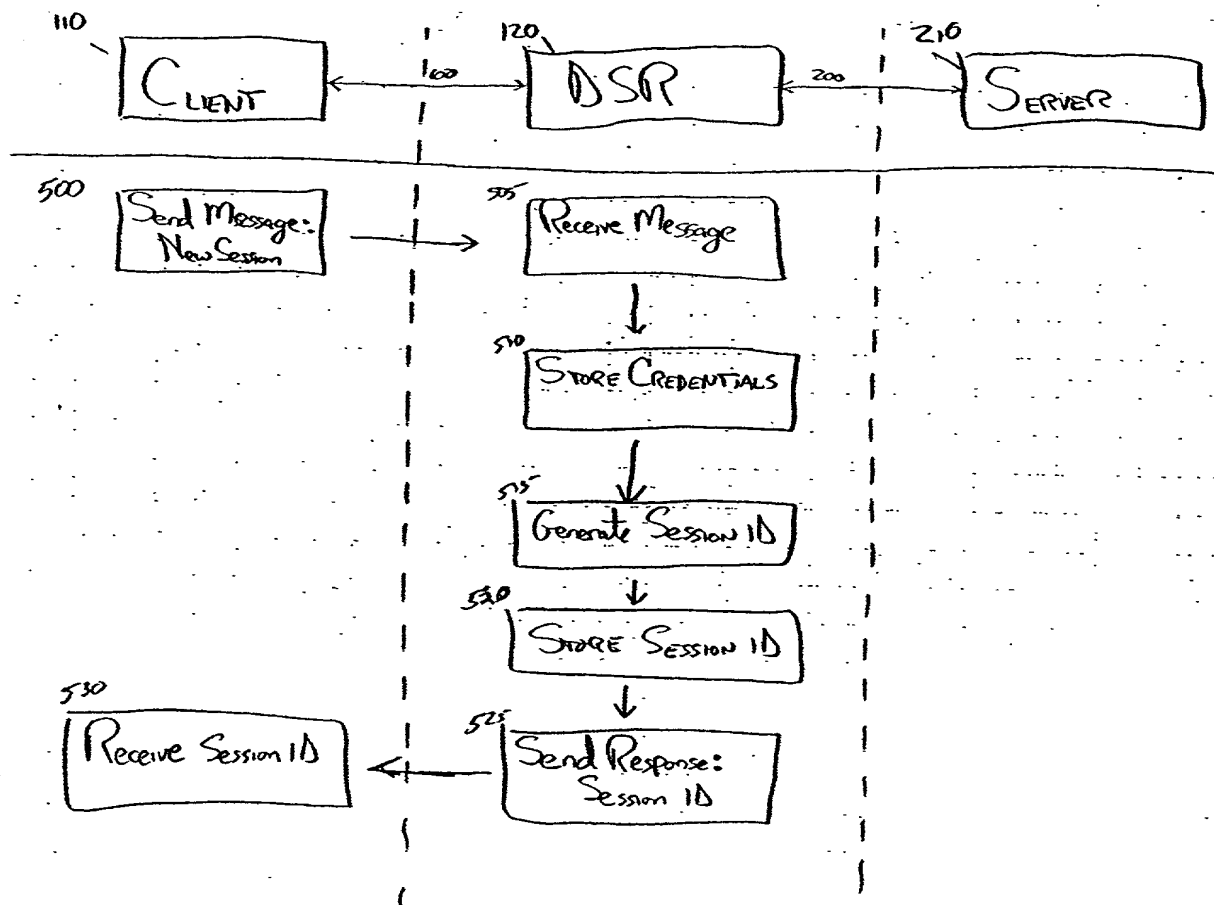 110
120
210
CLIENT
100
DSR
200
SERVER
500
Send Message:
New Session
505
Receive Message
510
STORE CREDENTIALS
515
Generate SESSION ID
520
STORE SESSION ID
530
Receive Session ID
525
Send Response:
Session ID